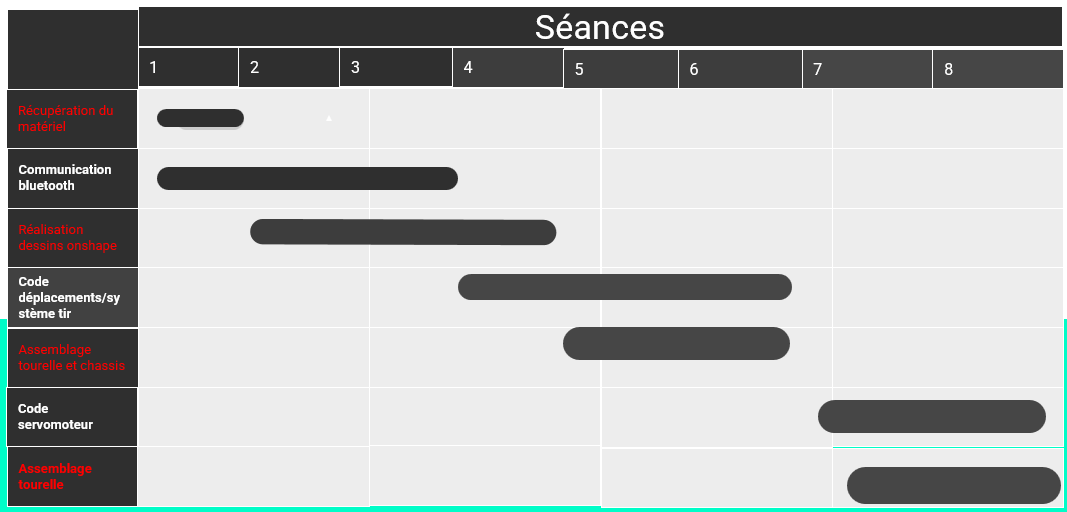 Séances
1 2 3 4 5 6 7 8
Récupération du
matériel
Communication
bluetooth
Réalisation
dessins onshape
Code
déplacements/sy
stème tir
Assemblage
tourelle et chassis
Code
servomoteur
Assemblage
tourelle